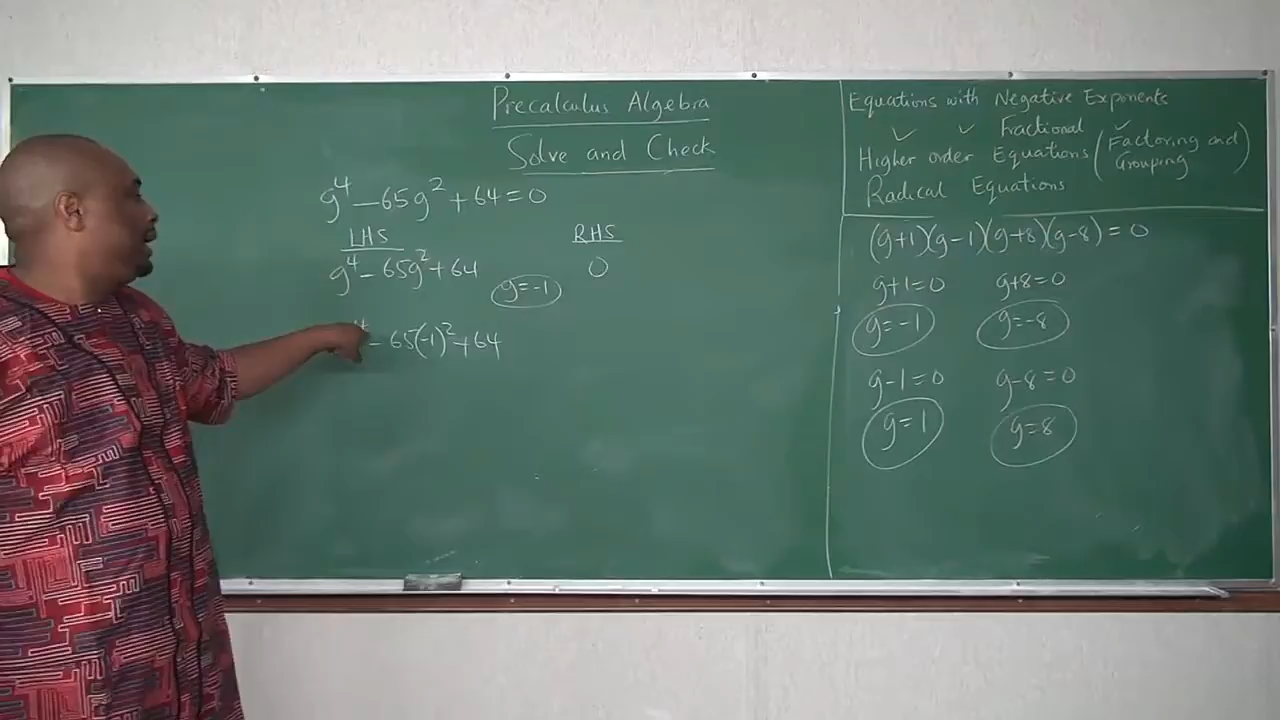 Precalculus Algebra
Solve and Check
g⁴ – 65g² + 64 = 0
LHS
RHS
g⁴ – 65g² + 64
0
g = -1
⁴ – 65(-1)² + 64
Equations with Negative Exponents
✓ ✓ Fractional ✓
Higher order Equations (Factoring and Grouping)
Radical Equations
(g+1)(g-1)(g+8)(g-8) = 0
g+1=0 g+8=0
g=-1 g=-8
g-1=0 g-8=0
g=1 g=8